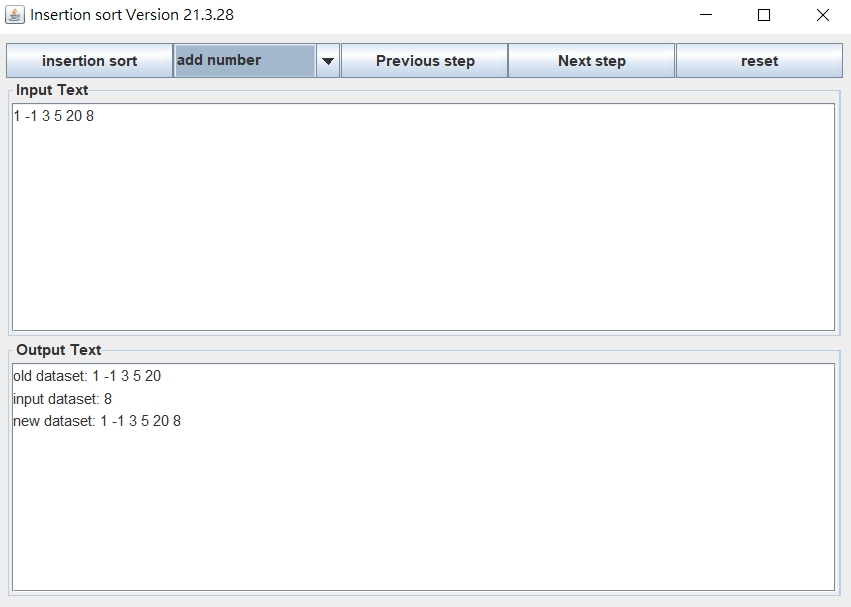 Insertion sort Version 21.3.28
insertion sort add number Previous step Next step reset
Input Text
1 -1 3 5 20 8
Output Text
old dataset: 1 -1 3 5 20
input dataset: 8
new dataset: 1 -1 3 5 20 8